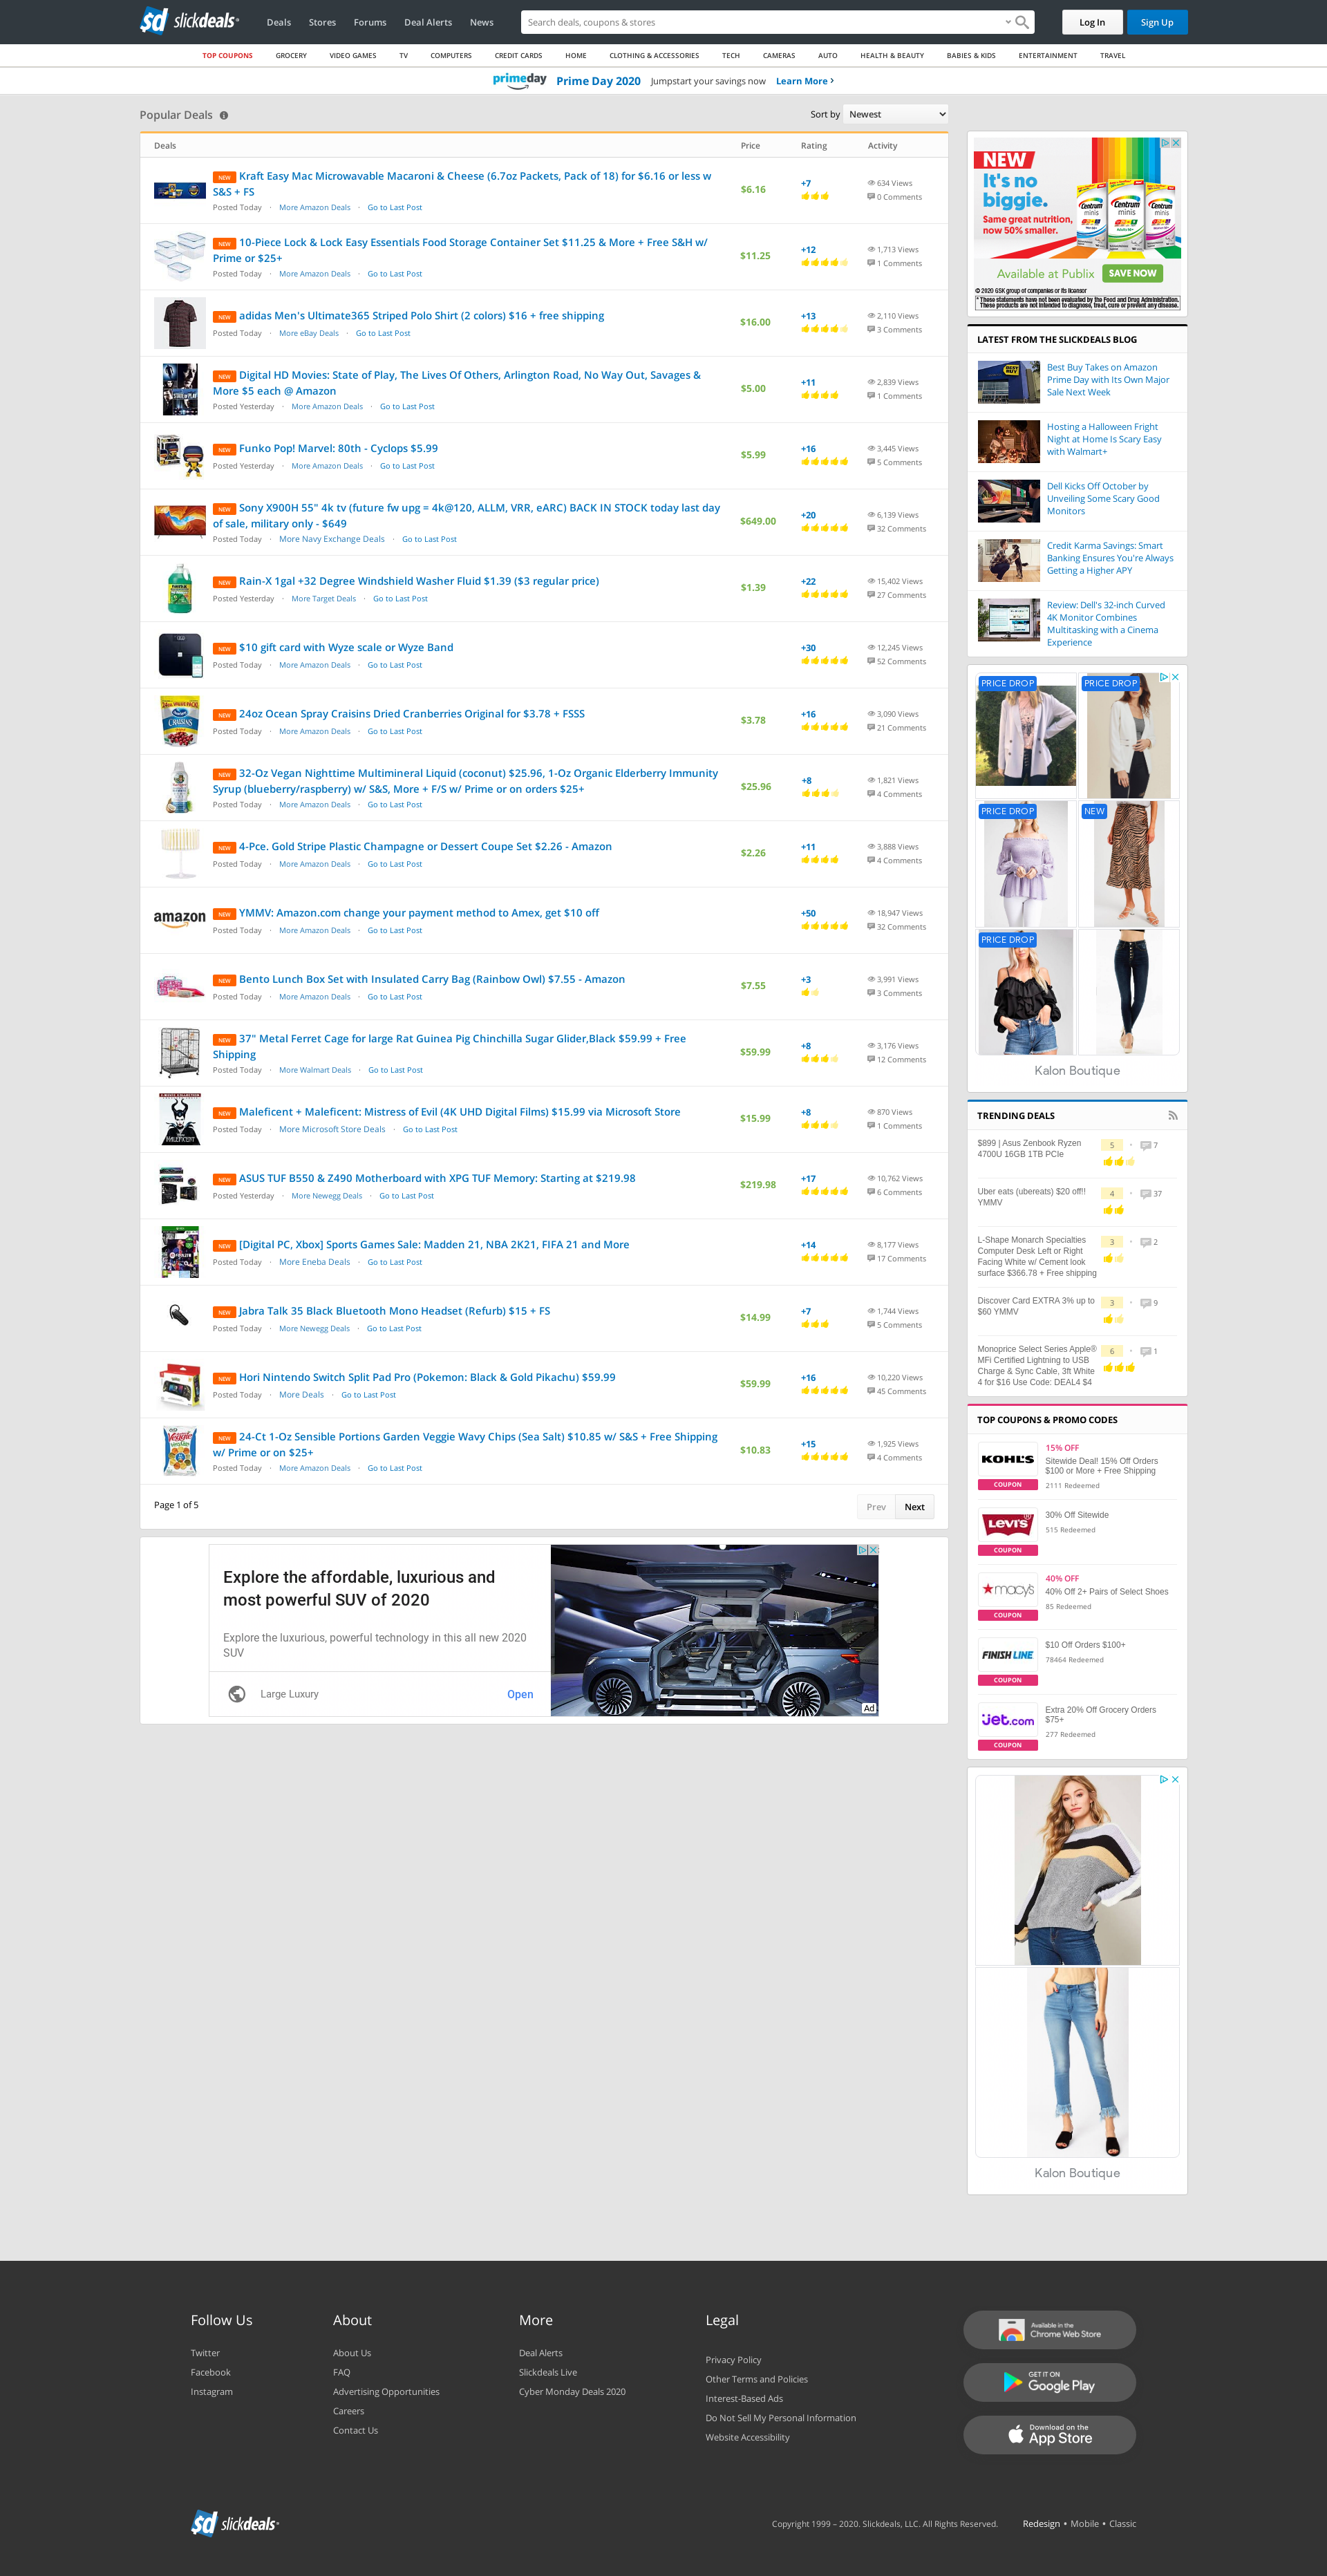 slickdeals
Deals
Stores
Forums
Deal Alerts
News
Search deals, coupons & stores
Log In
Sign Up
TOP COUPONS
GROCERY
VIDEO GAMES
TV
COMPUTERS
CREDIT CARDS
HOME
CLOTHING & ACCESSORIES
TECH
CAMERAS
AUTO
HEALTH & BEAUTY
BABIES & KIDS
ENTERTAINMENT
TRAVEL
primeday Prime Day 2020 Jumpstart your savings now Learn More ›
Popular Deals
Sort by Newest
Deals Price Rating Activity
NEW Kraft Easy Mac Microwavable Macaroni & Cheese (6.7oz Packets, Pack of 18) for $6.16 or less w
S&S + FS
Posted Today · More Amazon Deals · Go to Last Post
$6.16
+7
634 Views
0 Comments
NEW 10-Piece Lock & Lock Easy Essentials Food Storage Container Set $11.25 & More + Free S&H w/
Prime or $25+
Posted Today · More Amazon Deals · Go to Last Post
$11.25
+12
1,713 Views
1 Comments
NEW adidas Men's Ultimate365 Striped Polo Shirt (2 colors) $16 + free shipping
Posted Today · More eBay Deals · Go to Last Post
$16.00
+13
2,110 Views
3 Comments
NEW Digital HD Movies: State of Play, The Lives Of Others, Arlington Road, No Way Out, Savages &
More $5 each @ Amazon
Posted Yesterday · More Amazon Deals · Go to Last Post
$5.00
+11
2,839 Views
1 Comments
NEW Funko Pop! Marvel: 80th - Cyclops $5.99
Posted Yesterday · More Amazon Deals · Go to Last Post
$5.99
+16
3,445 Views
5 Comments
NEW Sony X900H 55" 4k tv (future fw upg = 4k@120, ALLM, VRR, eARC) BACK IN STOCK today last day
of sale, military only - $649
Posted Today · More Navy Exchange Deals · Go to Last Post
$649.00
+20
6,139 Views
32 Comments
NEW Rain-X 1gal +32 Degree Windshield Washer Fluid $1.39 ($3 regular price)
Posted Yesterday · More Target Deals · Go to Last Post
$1.39
+22
15,402 Views
27 Comments
NEW $10 gift card with Wyze scale or Wyze Band
Posted Today · More Amazon Deals · Go to Last Post
+30
12,245 Views
52 Comments
NEW 24oz Ocean Spray Craisins Dried Cranberries Original for $3.78 + FSSS
Posted Today · More Amazon Deals · Go to Last Post
$3.78
+16
3,090 Views
21 Comments
NEW 32-Oz Vegan Nighttime Multimineral Liquid (coconut) $25.96, 1-Oz Organic Elderberry Immunity
Syrup (blueberry/raspberry) w/ S&S, More + F/S w/ Prime or on orders $25+
Posted Today · More Amazon Deals · Go to Last Post
$25.96
+8
1,821 Views
4 Comments
NEW 4-Pce. Gold Stripe Plastic Champagne or Dessert Coupe Set $2.26 - Amazon
Posted Today · More Amazon Deals · Go to Last Post
$2.26
+11
3,888 Views
4 Comments
amazon
NEW YMMV: Amazon.com change your payment method to Amex, get $10 off
Posted Today · More Amazon Deals · Go to Last Post
+50
18,947 Views
32 Comments
NEW Bento Lunch Box Set with Insulated Carry Bag (Rainbow Owl) $7.55 - Amazon
Posted Today · More Amazon Deals · Go to Last Post
$7.55
+3
3,991 Views
3 Comments
NEW 37" Metal Ferret Cage for large Rat Guinea Pig Chinchilla Sugar Glider,Black $59.99 + Free
Shipping
Posted Today · More Walmart Deals · Go to Last Post
$59.99
+8
3,176 Views
12 Comments
NEW Maleficent + Maleficent: Mistress of Evil (4K UHD Digital Films) $15.99 via Microsoft Store
Posted Today · More Microsoft Store Deals · Go to Last Post
$15.99
+8
870 Views
1 Comments
NEW ASUS TUF B550 & Z490 Motherboard with XPG TUF Memory: Starting at $219.98
Posted Yesterday · More Newegg Deals · Go to Last Post
$219.98
+17
10,762 Views
6 Comments
NEW [Digital PC, Xbox] Sports Games Sale: Madden 21, NBA 2K21, FIFA 21 and More
Posted Today · More Eneba Deals · Go to Last Post
+14
8,177 Views
17 Comments
NEW Jabra Talk 35 Black Bluetooth Mono Headset (Refurb) $15 + FS
Posted Today · More Newegg Deals · Go to Last Post
$14.99
+7
1,744 Views
5 Comments
NEW Hori Nintendo Switch Split Pad Pro (Pokemon: Black & Gold Pikachu) $59.99
Posted Today · More Deals · Go to Last Post
$59.99
+16
10,220 Views
45 Comments
NEW 24-Ct 1-Oz Sensible Portions Garden Veggie Wavy Chips (Sea Salt) $10.85 w/ S&S + Free Shipping
w/ Prime or on $25+
Posted Today · More Amazon Deals · Go to Last Post
$10.83
+15
1,925 Views
4 Comments
Page 1 of 5
Prev
Next
Explore the affordable, luxurious and
most powerful SUV of 2020
Explore the luxurious, powerful technology in this all new 2020
SUV
Large Luxury
Open
Ad
NEW
It's no
biggie.
Same great nutrition,
now 50% smaller.
Centrum
minis
Centrum
minis
Centrum
minis
Available at Publix
SAVE NOW
© 2020 GSK group of companies or its licensor
* These statements have not been evaluated by the Food and Drug Administration.
These products are not intended to diagnose, treat, cure or prevent any disease.
LATEST FROM THE SLICKDEALS BLOG
Best Buy Takes on Amazon
Prime Day with Its Own Major
Sale Next Week
Hosting a Halloween Fright
Night at Home Is Scary Easy
with Walmart+
Dell Kicks Off October by
Unveiling Some Scary Good
Monitors
Credit Karma Savings: Smart
Banking Ensures You're Always
Getting a Higher APY
Review: Dell's 32-inch Curved
4K Monitor Combines
Multitasking with a Cinema
Experience
PRICE DROP
PRICE DROP
PRICE DROP
NEW
PRICE DROP
Kalon Boutique
TRENDING DEALS
$899 | Asus Zenbook Ryzen
4700U 16GB 1TB PCIe
5 · 7
Uber eats (ubereats) $20 off!!
YMMV
4 · 37
L-Shape Monarch Specialties
Computer Desk Left or Right
Facing White w/ Cement look
surface $366.78 + Free shipping
3 · 2
Discover Card EXTRA 3% up to
$60 YMMV
3 · 9
Monoprice Select Series Apple®
MFi Certified Lightning to USB
Charge & Sync Cable, 3ft White
4 for $16 Use Code: DEAL4 $4
6 · 1
TOP COUPONS & PROMO CODES
KOHL'S
COUPON
15% OFF
Sitewide Deal! 15% Off Orders
$100 or More + Free Shipping
2111 Redeemed
LEVI'S®
COUPON
30% Off Sitewide
515 Redeemed
macy's
COUPON
40% OFF
40% Off 2+ Pairs of Select Shoes
85 Redeemed
FINISH LINE
COUPON
$10 Off Orders $100+
78464 Redeemed
jet.com
COUPON
Extra 20% Off Grocery Orders
$75+
277 Redeemed
Kalon Boutique
Follow Us
Twitter
Facebook
Instagram
About
About Us
FAQ
Advertising Opportunities
Careers
Contact Us
More
Deal Alerts
Slickdeals Live
Cyber Monday Deals 2020
Legal
Privacy Policy
Other Terms and Policies
Interest-Based Ads
Do Not Sell My Personal Information
Website Accessibility
Available in the
Chrome Web Store
GET IT ON
Google Play
Download on the
App Store
slickdeals
Copyright 1999 – 2020. Slickdeals, LLC. All Rights Reserved.
Redesign • Mobile • Classic